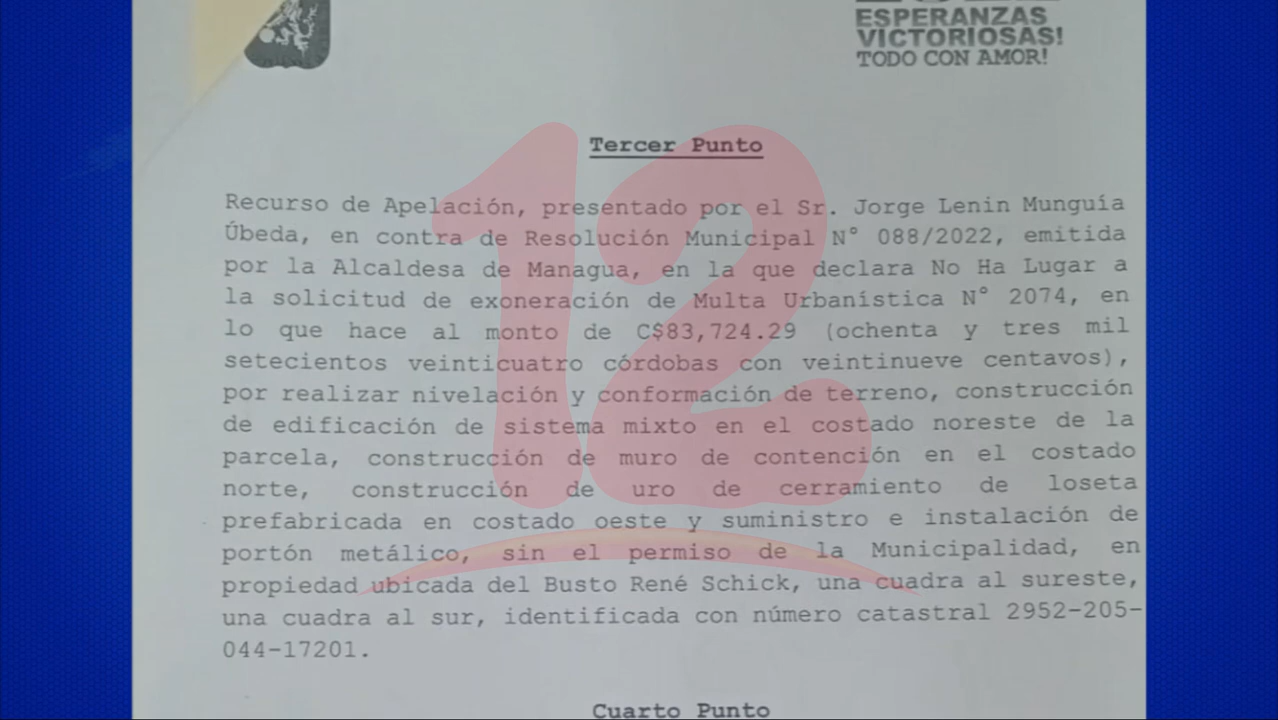 ESPERANZAS
VICTORIOSAS!
TODO CON AMOR!
12
Tercer Punto
Recurso de Apelación, presentado por el Sr. Jorge Lenin Munguía
Úbeda, en contra de Resolución Municipal N° 088/2022, emitida
por la Alcaldesa de Managua, en la que declara No Ha Lugar a
la solicitud de exoneración de Multa Urbanística N° 2074, en
lo que hace al monto de C$83,724.29 (ochenta y tres mil
setecientos veinticuatro córdobas con veintinueve centavos),
por realizar nivelación y conformación de terreno, construcción
de edificación de sistema mixto en el costado noreste de la
parcela, construcción de muro de contención en el costado
norte, construcción de uro de cerramiento de loseta
prefabricada en costado oeste y suministro e instalación de
portón metálico, sin el permiso de la Municipalidad, en
propiedad ubicada del Busto René Schick, una cuadra al sureste,
una cuadra al sur, identificada con número catastral 2952-205-
044-17201.
Cuarto Punto